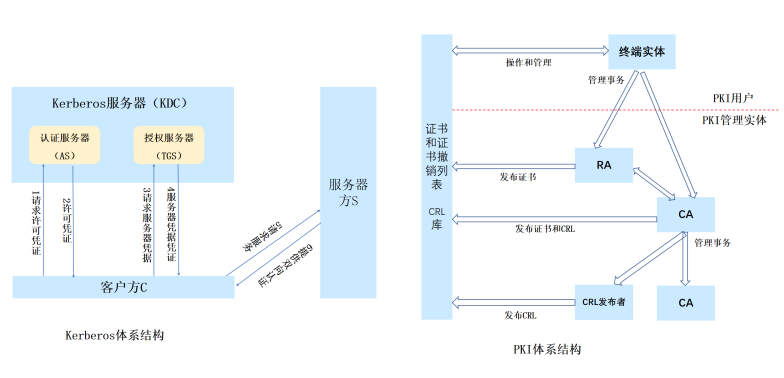 Kerberos服务器（KDC）
认证服务器
（AS）
授权服务器
（TGS）
1请求许可凭证
2许可凭证
3请求服务器凭据
4服务器凭据凭证
5请求服务
6提供双向认证
服务器
方S
客户方C
Kerberos体系结构
终端实体
操作和管理
管理事务
PKI用户
PKI管理实体
证书
和证
书撤
销列
表
CRL
库
RA
发布证书
CA
发布证书和CRL
管理事务
CRL发布者
CA
发布CRL
PKI体系结构